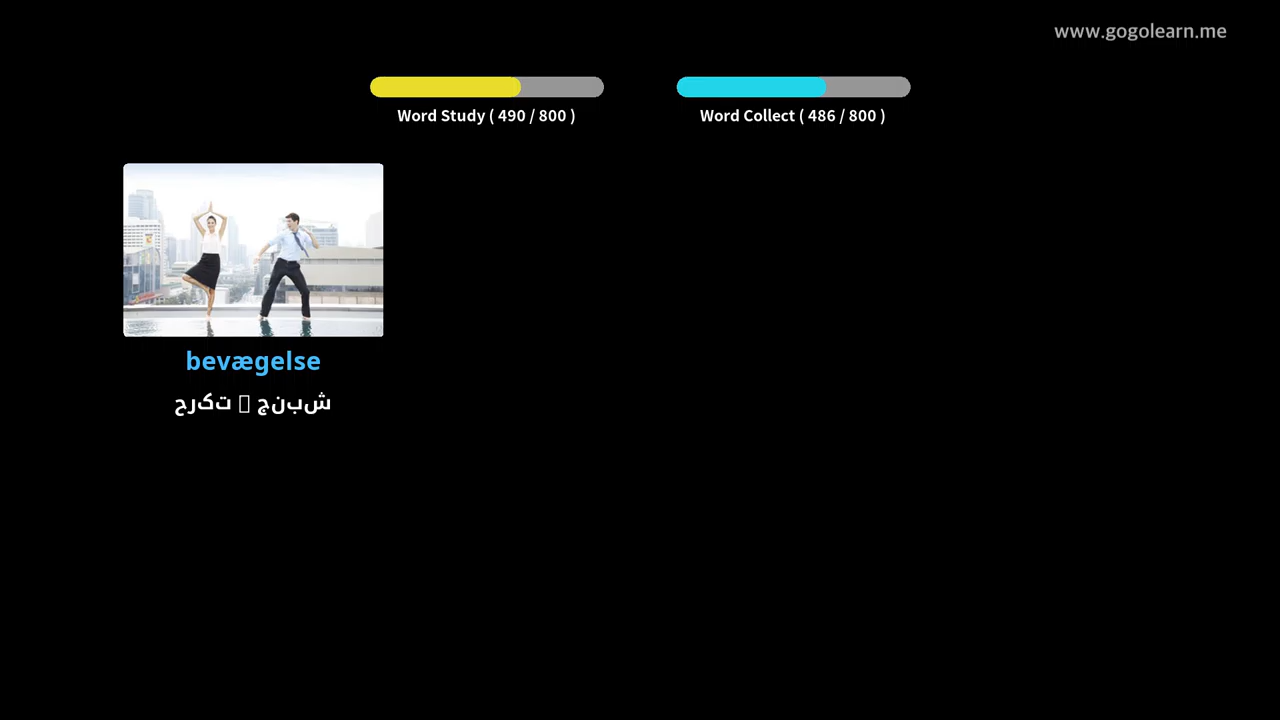 www.gogolearn.me
Word Study ( 490 / 800 )
Word Collect ( 486 / 800 )
bevægelse
حرکت ▯ جنبش